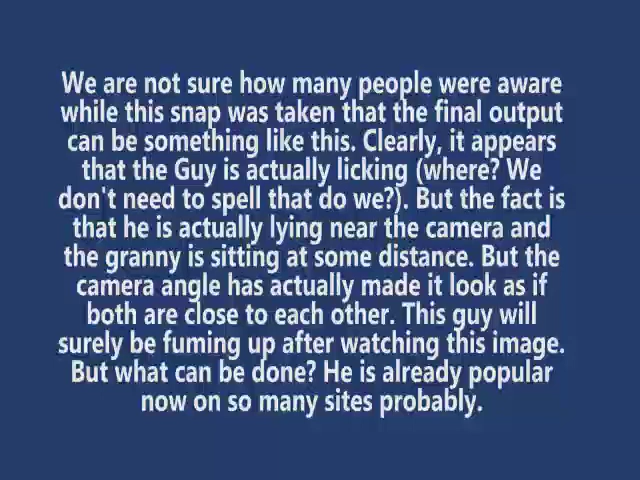 We are not sure how many people were aware
while this snap was taken that the final output
can be something like this. Clearly, it appears
that the Guy is actually licking (where? We
don't need to spell that do we?). But the fact is
that he is actually lying near the camera and
the granny is sitting at some distance. But the
camera angle has actually made it look as if
both are close to each other. This guy will
surely be fuming up after watching this image.
But what can be done? He is already popular
now on so many sites probably.